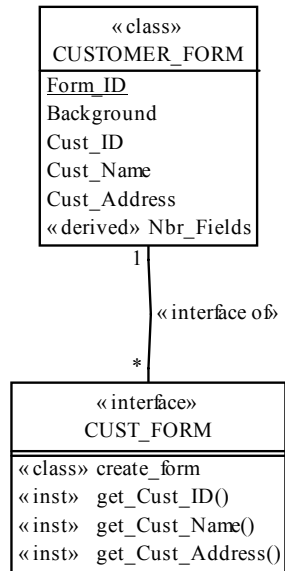 «class»
CUSTOMER_FORM
Form_ID
Background
Cust_ID
Cust_Name
Cust_Address
«derived» Nbr_Fields
1
«interface of»
*
«interface»
CUST_FORM
«class» create_form
«inst» get_Cust_ID()
«inst» get_Cust_Name()
«inst» get_Cust_Address()